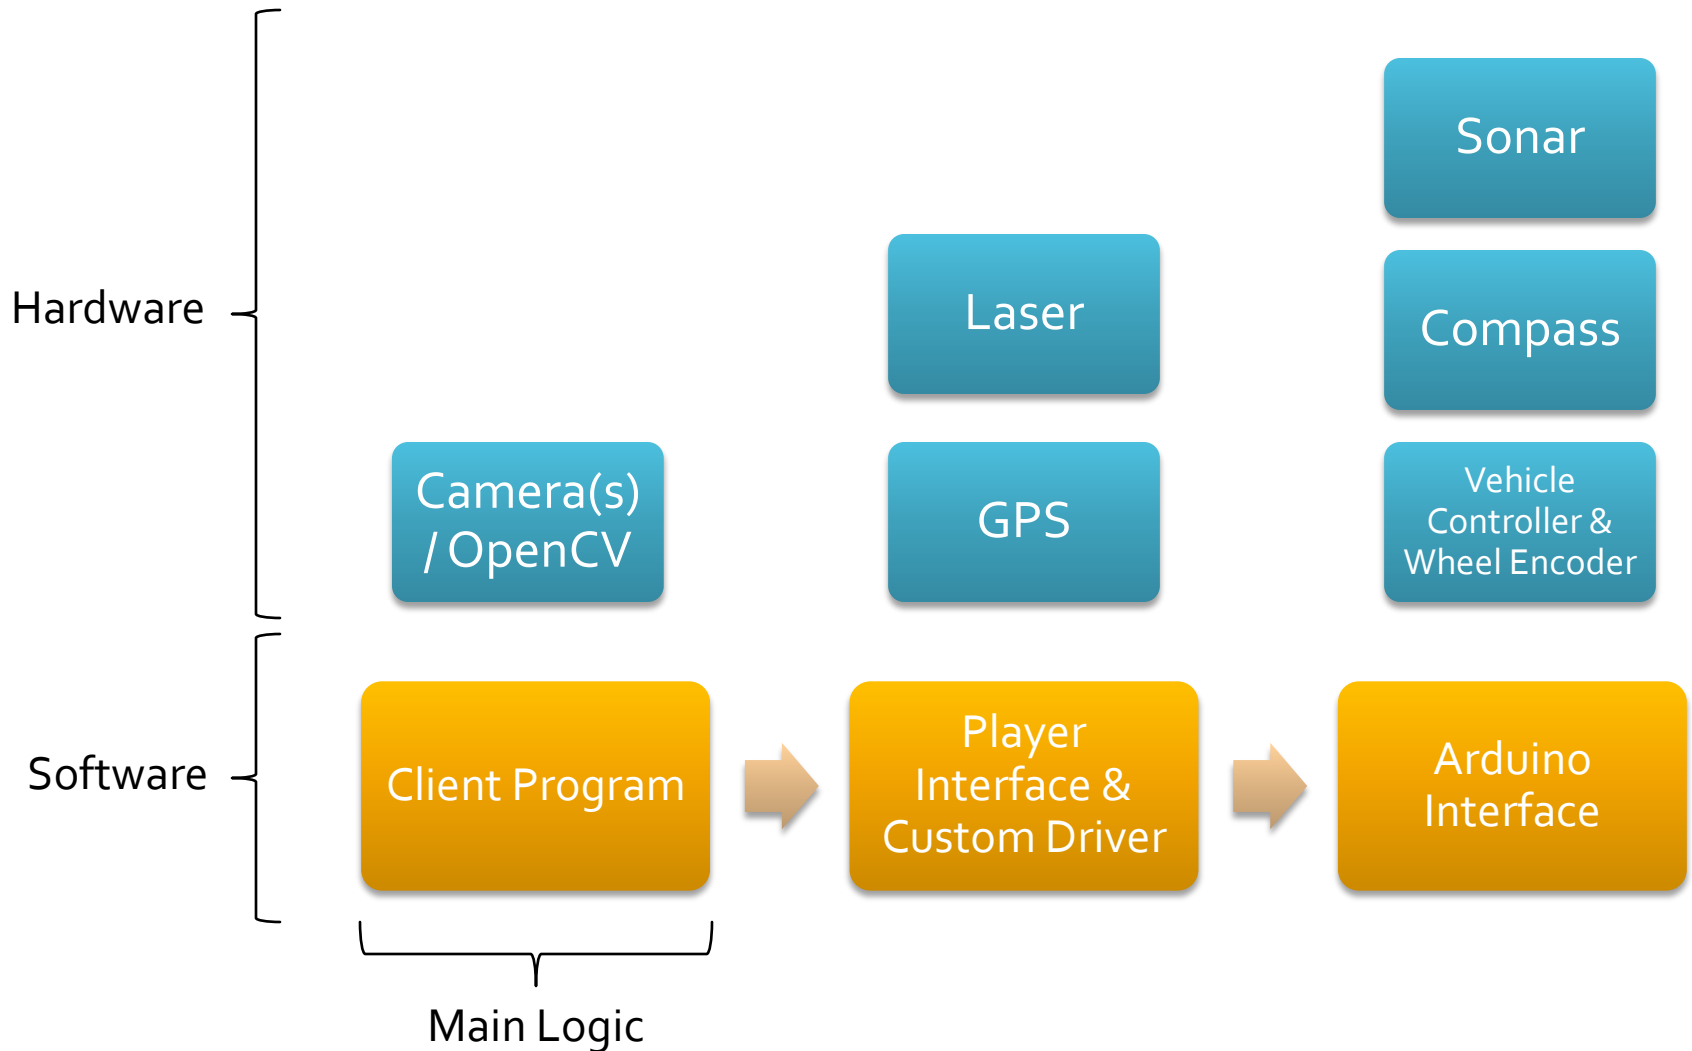 Sonar
Hardware
Laser
Compass
Camera(s)
/ OpenCV
GPS
Vehicle
Controller &
Wheel Encoder
Software
Client Program
Player
Interface &
Custom Driver
Arduino
Interface
Main Logic